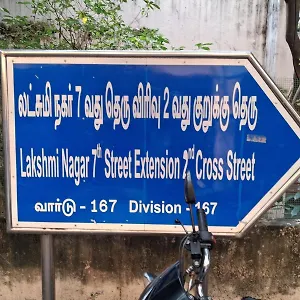 லட்சுமி நகர் 7 வது தெரு விரிவு 2 வது குறுக்கு தெரு
Lakshmi Nagar 7th Street Extension 2nd Cross Street
வார்டு - 167 Division - 167